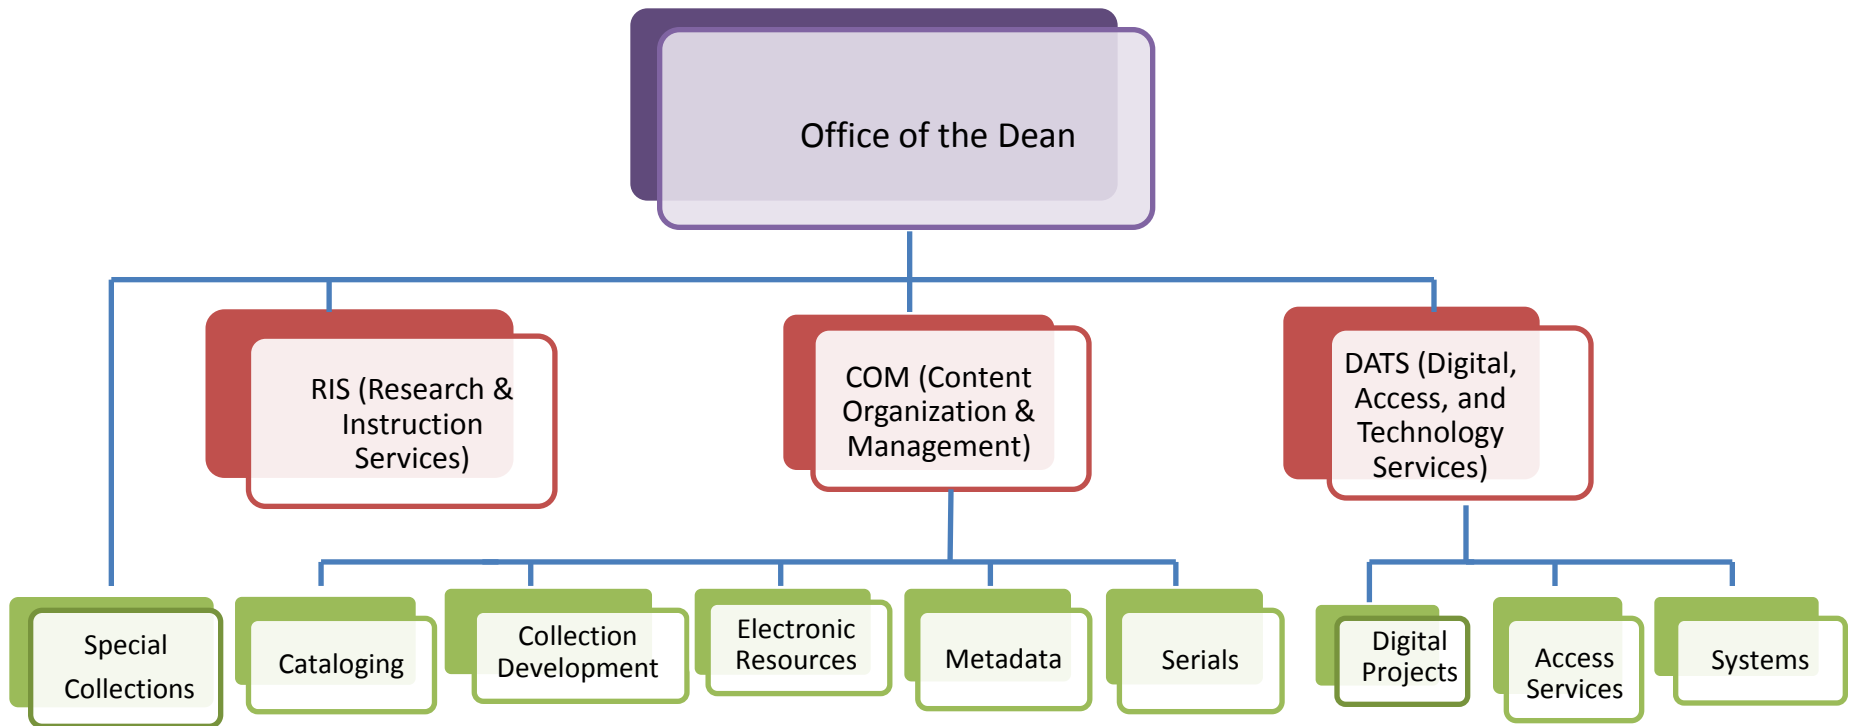 Office of the Dean
RIS (Research &
Instruction
Services)
COM (Content
Organization &
Management)
DATS (Digital,
Access, and
Technology
Services)
Special
Collections
Cataloging
Collection
Development
Electronic
Resources
Metadata
Serials
Digital
Projects
Access
Services
Systems